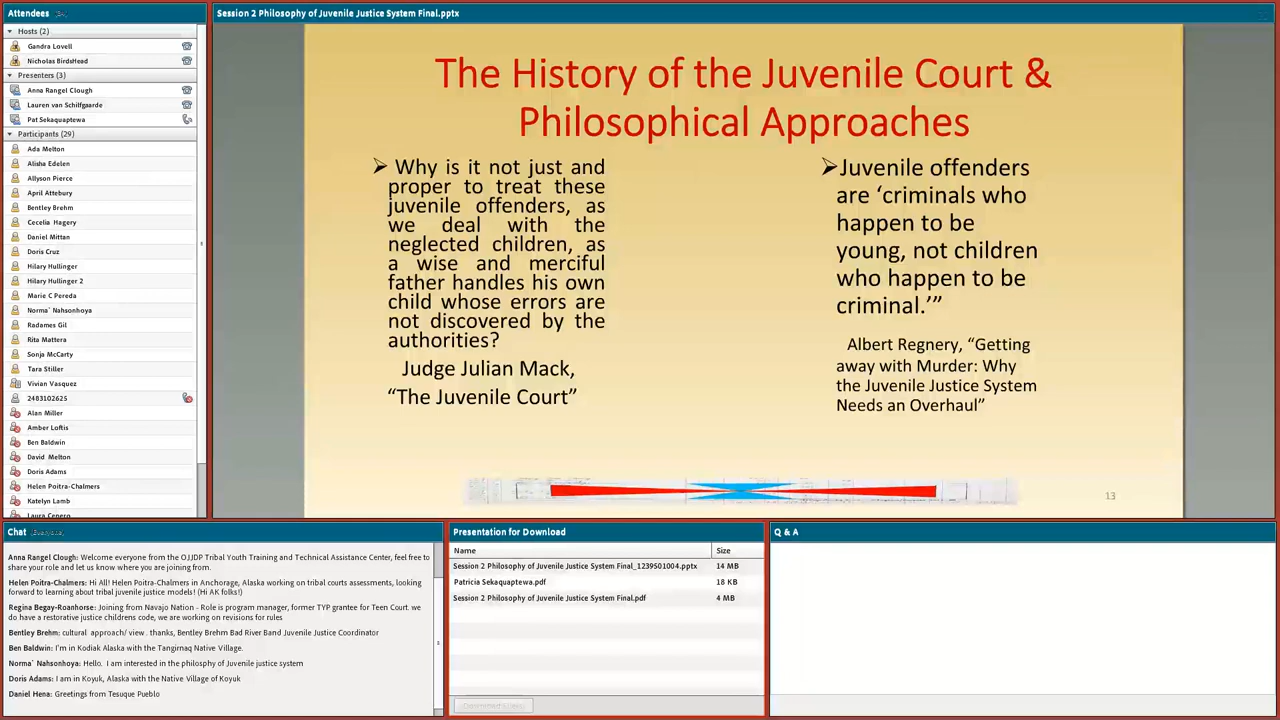 Attendees
Session 2 Philosophy of Juvenile Justice System Final.pptx
Hosts (2)
Gandra Lovell
Nicholas BirdsHead
Presenters (3)
Anna Rangel Clough
Lauren van Schilfgaarde
Pat Sekaquaptewa
Participants (29)
Ada Melton
Alisha Edelen
Allyson Pierce
April Attebury
Bentley Brehm
Cecelia Hagery
Daniel Mittan
Doris Cruz
Hilary Hullinger
Hilary Hullinger 2
Marie C Pereda
Norma` Nahsonhoya
Radames Gil
Rita Mattera
Sonja McCarty
Tara Stiller
Vivian Vasquez
2483102625
Alan Miller
Amber Loftis
Ben Baldwin
David Melton
Doris Adams
Helen Poitra-Chalmers
Katelyn Lamb
Laura Cenero
The History of the Juvenile Court &
Philosophical Approaches
Why is it not just and
proper to treat these
juvenile offenders, as
we deal with the
neglected children, as
a wise and merciful
father handles his own
child whose errors are
not discovered by the
authorities?
Judge Julian Mack,
“The Juvenile Court”
Juvenile offenders
are ‘criminals who
happen to be
young, not children
who happen to be
criminal.’”
Albert Regnery, “Getting
away with Murder: Why
the Juvenile Justice System
Needs an Overhaul”
13
Chat (Everyone)
Anna Rangel Clough: Welcome everyone from the OJJDP Tribal Youth Training and Technical Assistance Center, feel free to
share your role and let us know where you are joining from.
Helen Poitra-Chalmers: Hi All! Helen Poitra-Chalmers in Anchorage, Alaska working on tribal courts assessments, looking
forward to learning about tribal juvenile justice models! (Hi AK folks!)
Regina Begay-Roanhorse: Joining from Navajo Nation - Role is program manager, former TYP grantee for Teen Court. we
do have a restorative justice childrens code, we are working on revisions for rules
Bentley Brehm: cultural approach/ view . thanks, Bentley Brehm Bad River Band Juvenile Justice Coordinator
Ben Baldwin: I'm in Kodiak Alaska with the Tangirnaq Native Village.
Norma` Nahsonhoya: Hello. I am interested in the philosphy of Juvenile justice system
Doris Adams: I am in Koyuk, Alaska with the Native Village of Koyuk
Daniel Hena: Greetings from Tesuque Pueblo
Presentation for Download
Name Size
Session 2 Philosophy of Juvenile Justice System Final_1239501004.pptx 14 MB
Patricia Sekaquaptewa.pdf 18 KB
Session 2 Philosophy of Juvenile Justice System Final.pdf 4 MB
Q & A